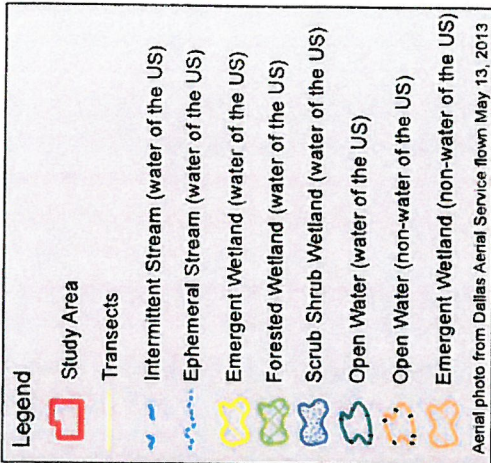 Legend
Study Area
Transects
Intermittent Stream (water of the US)
Ephemeral Stream (water of the US)
Emergent Wetland (water of the US)
Forested Wetland (water of the US)
Scrub Shrub Wetland (water of the US)
Open Water (water of the US)
Open Water (non-water of the US)
Emergent Wetland (non-water of the US)
Aerial photo from Dallas Aerial Service flown May 13, 2013